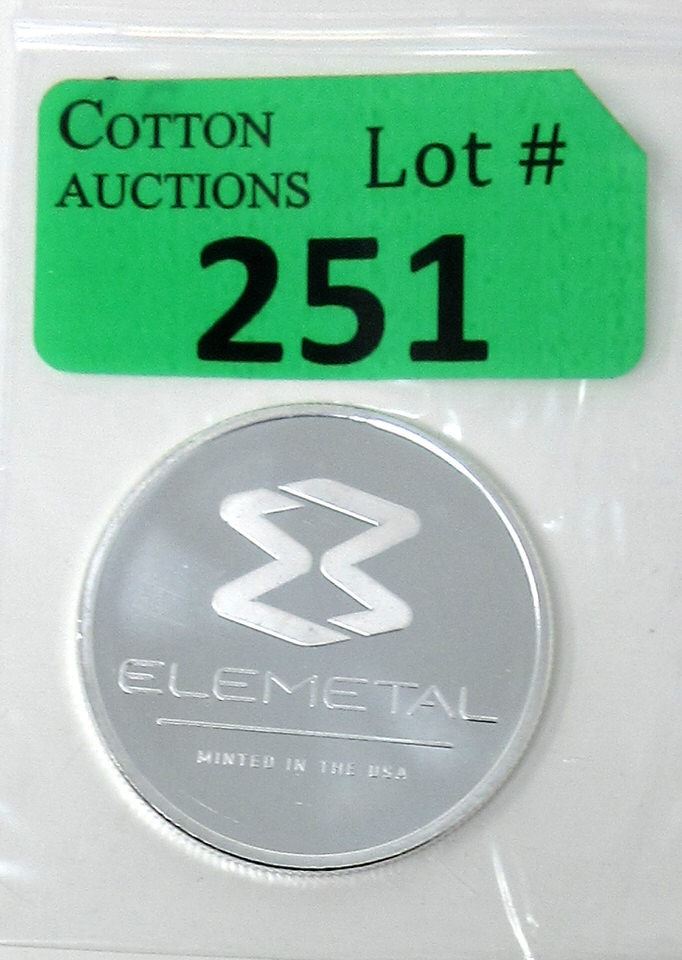 COTTON
AUCTIONS
Lot #
251
ELEMETAL
MINTED IN THE USA